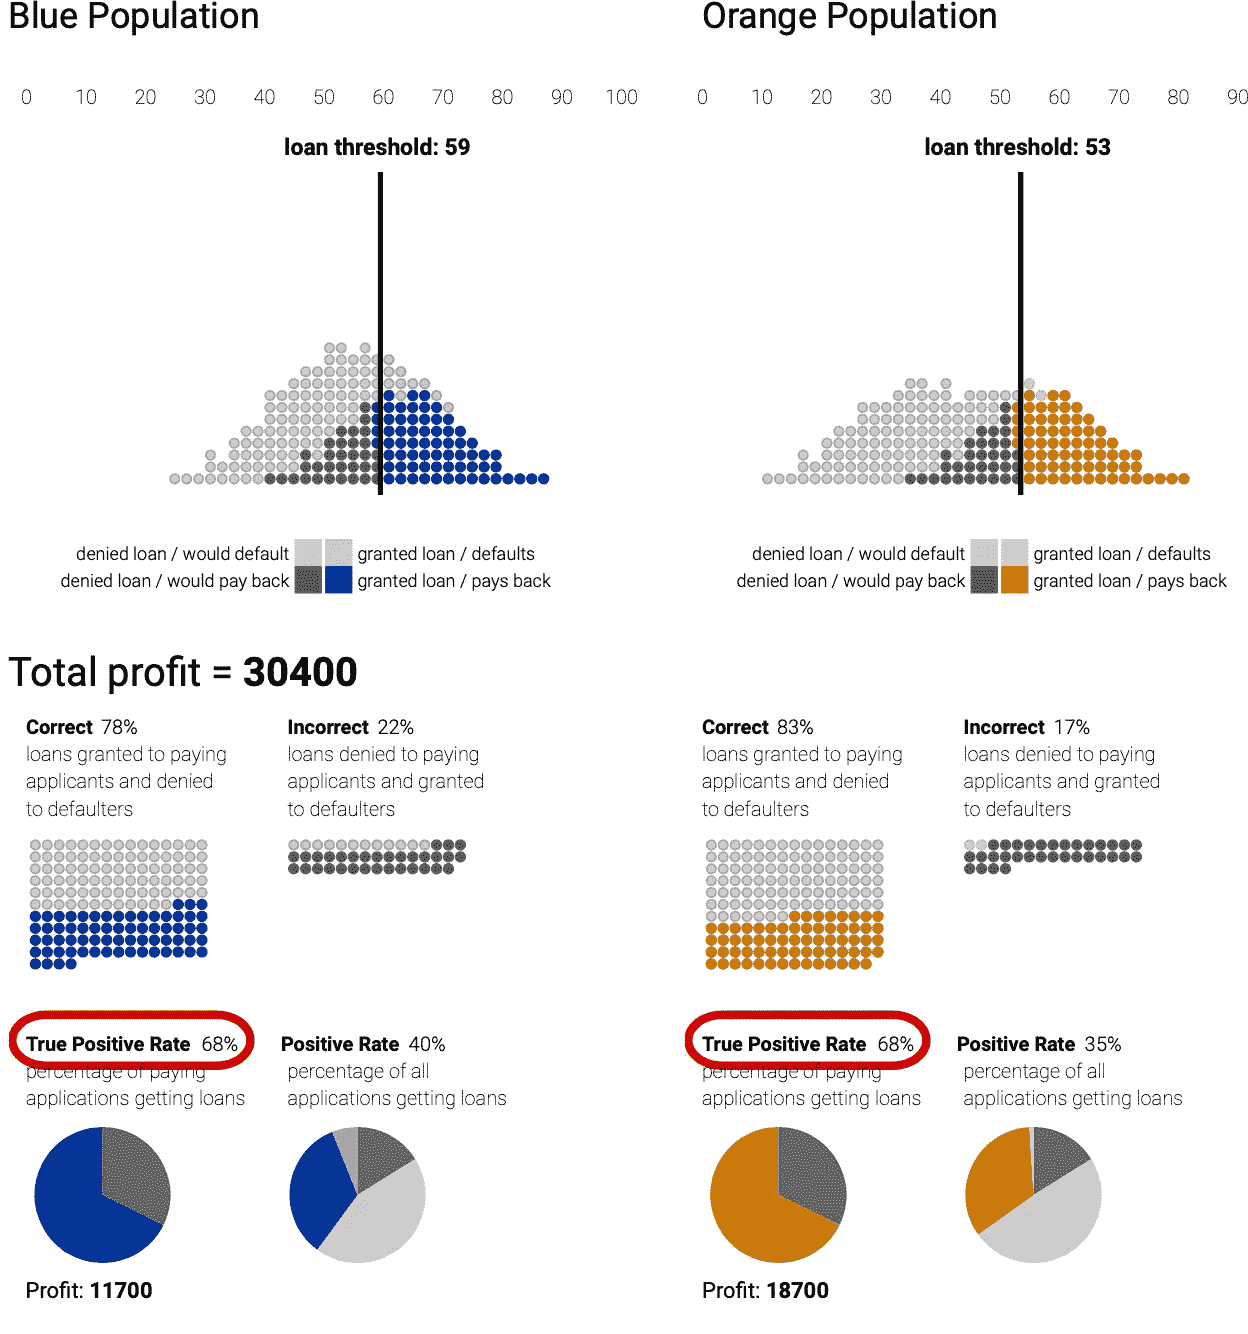 Blue Population
Orange Population
0 10 20 30 40 50 60 70 80 90 100
0 10 20 30 40 50 60 70 80 90
loan threshold: 59
loan threshold: 53
denied loan / would default
granted loan / defaults
denied loan / would pay back
granted loan / pays back
denied loan / would default
granted loan / defaults
denied loan / would pay back
granted loan / pays back
Total profit = 30400
Correct 78%
loans granted to paying
applicants and denied
to defaulters
Incorrect 22%
loans denied to paying
applicants and granted
to defaulters
Correct 83%
loans granted to paying
applicants and denied
to defaulters
Incorrect 17%
loans denied to paying
applicants and granted
to defaulters
True Positive Rate 68%
percentage of paying
applications getting loans
Positive Rate 40%
percentage of all
applications getting loans
True Positive Rate 68%
percentage of paying
applications getting loans
Positive Rate 35%
percentage of all
applications getting loans
Profit: 11700
Profit: 18700